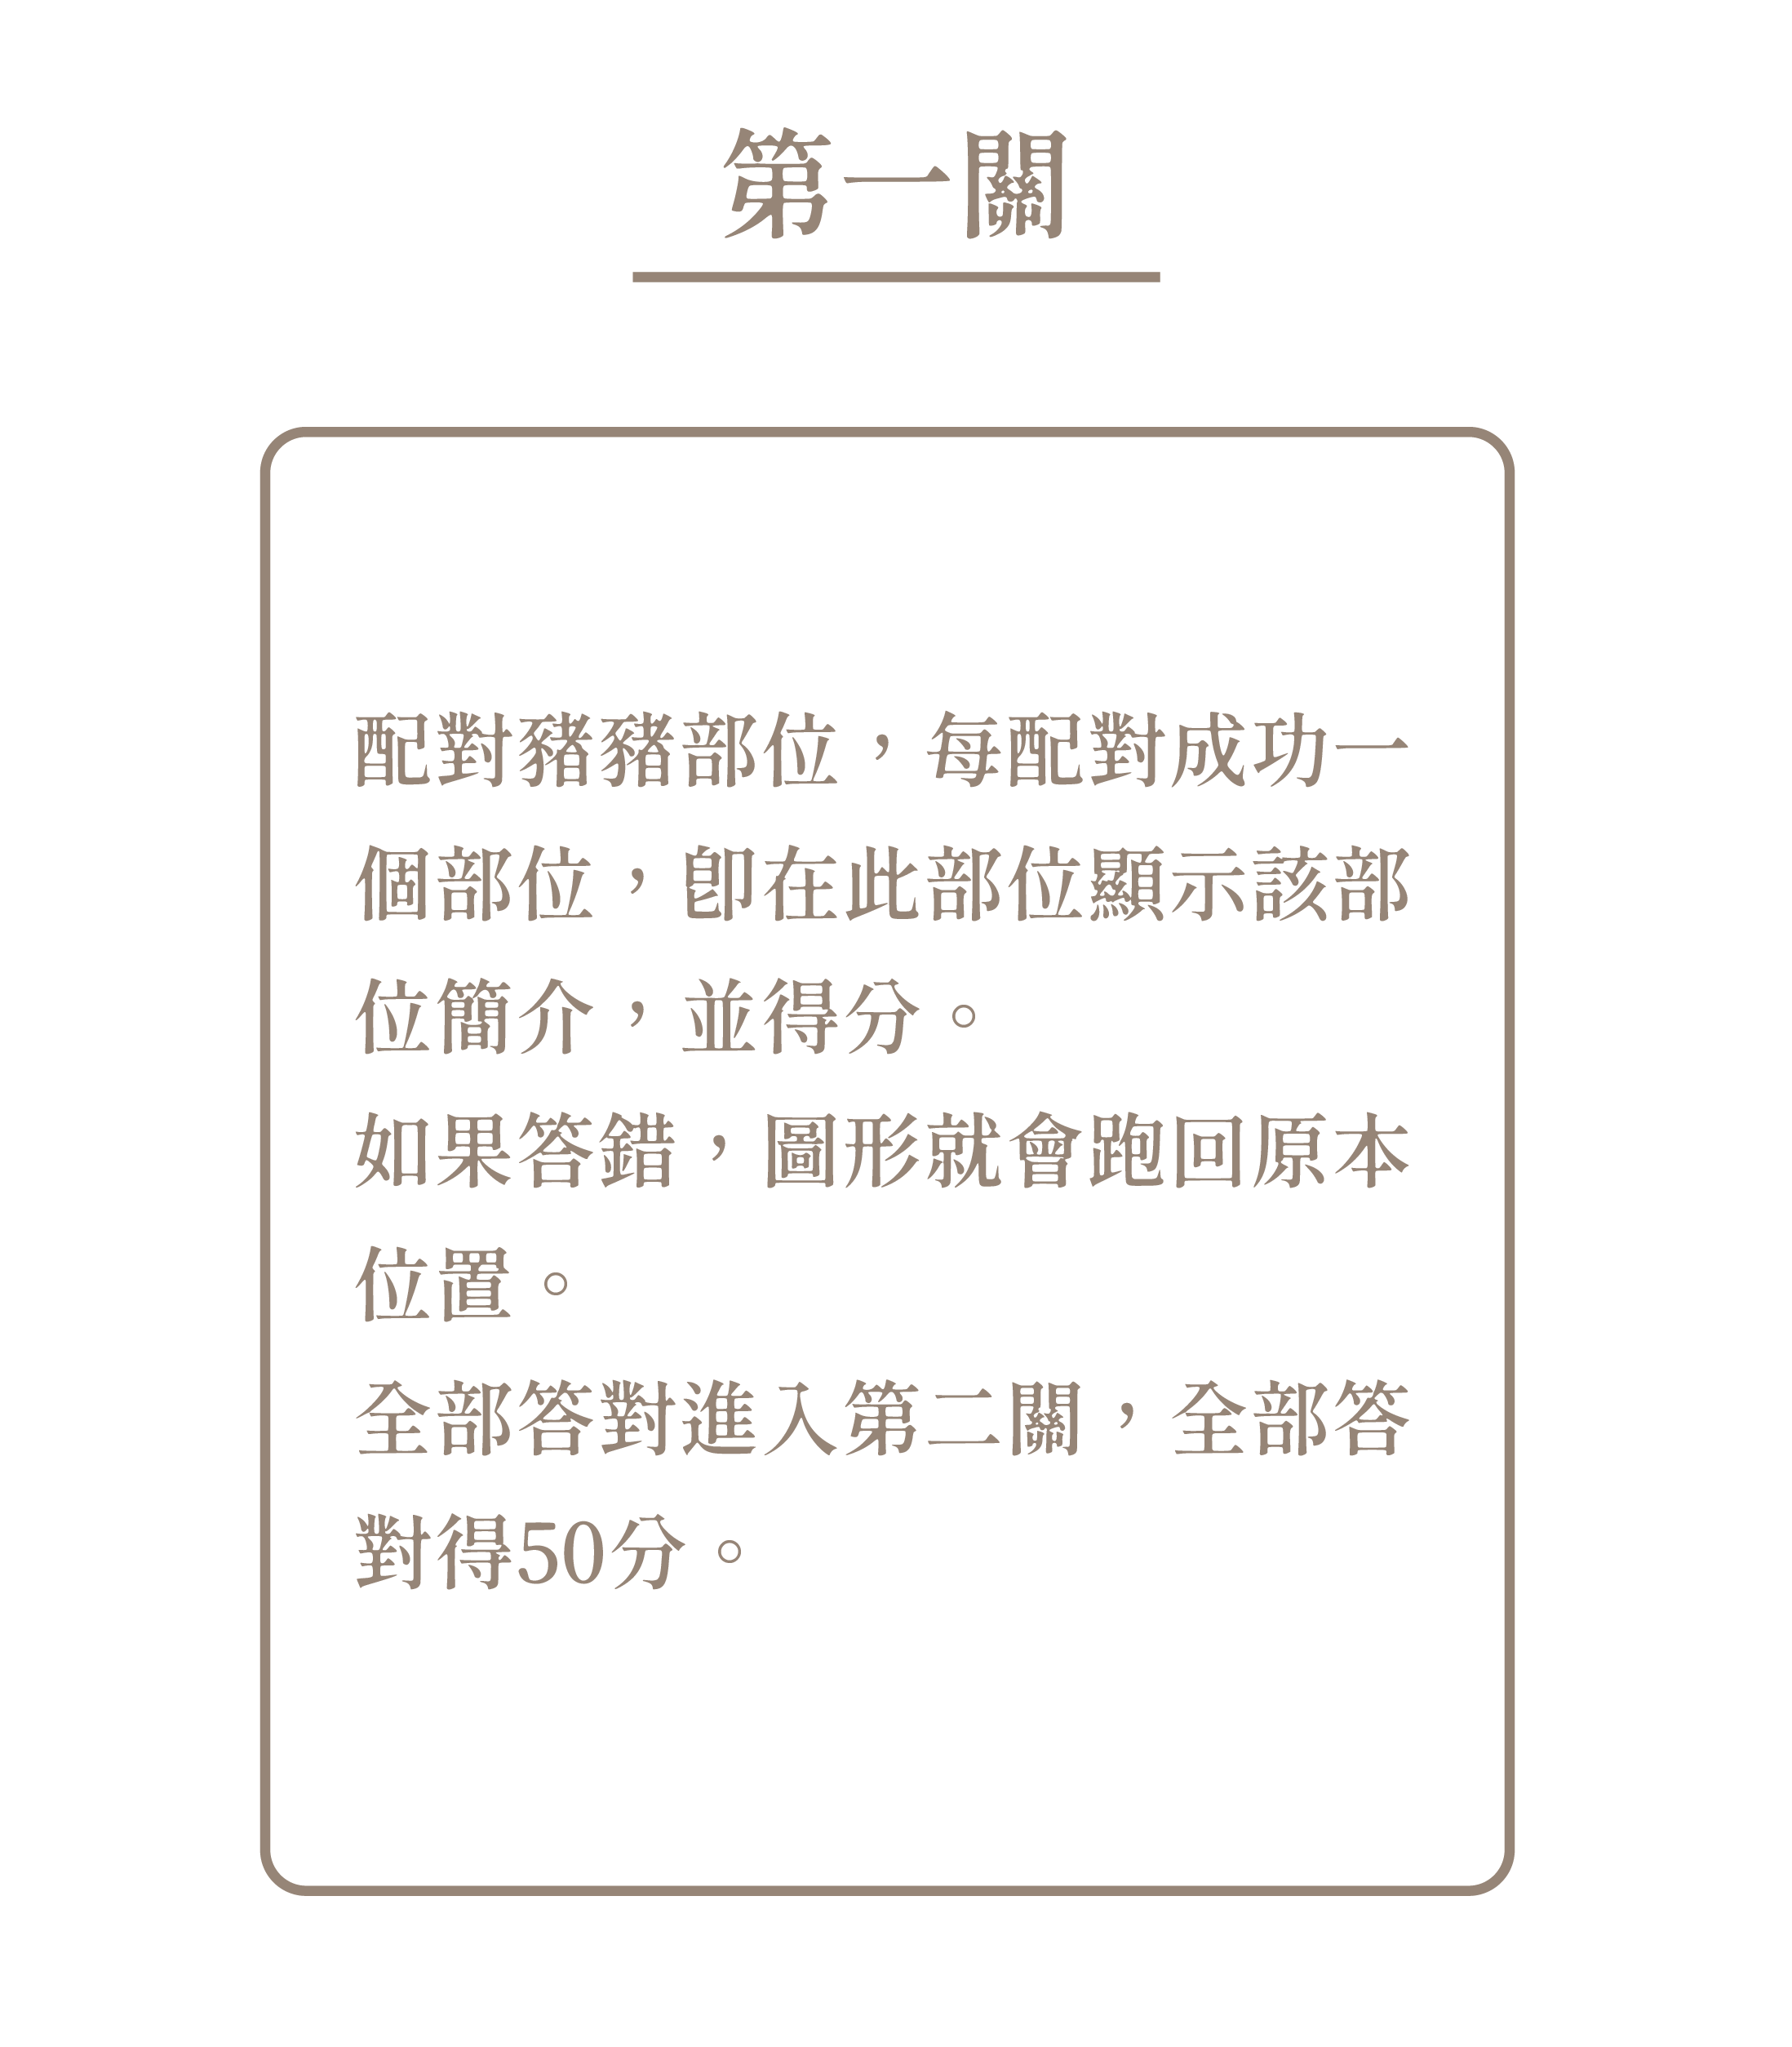 第一關
配對豬豬部位，每配對成功一
個部位，即在此部位顯示該部
位簡介，並得分。
如果答錯，圖形就會跑回原本
位置。
全部答對進入第二關，全部答
對得50分。